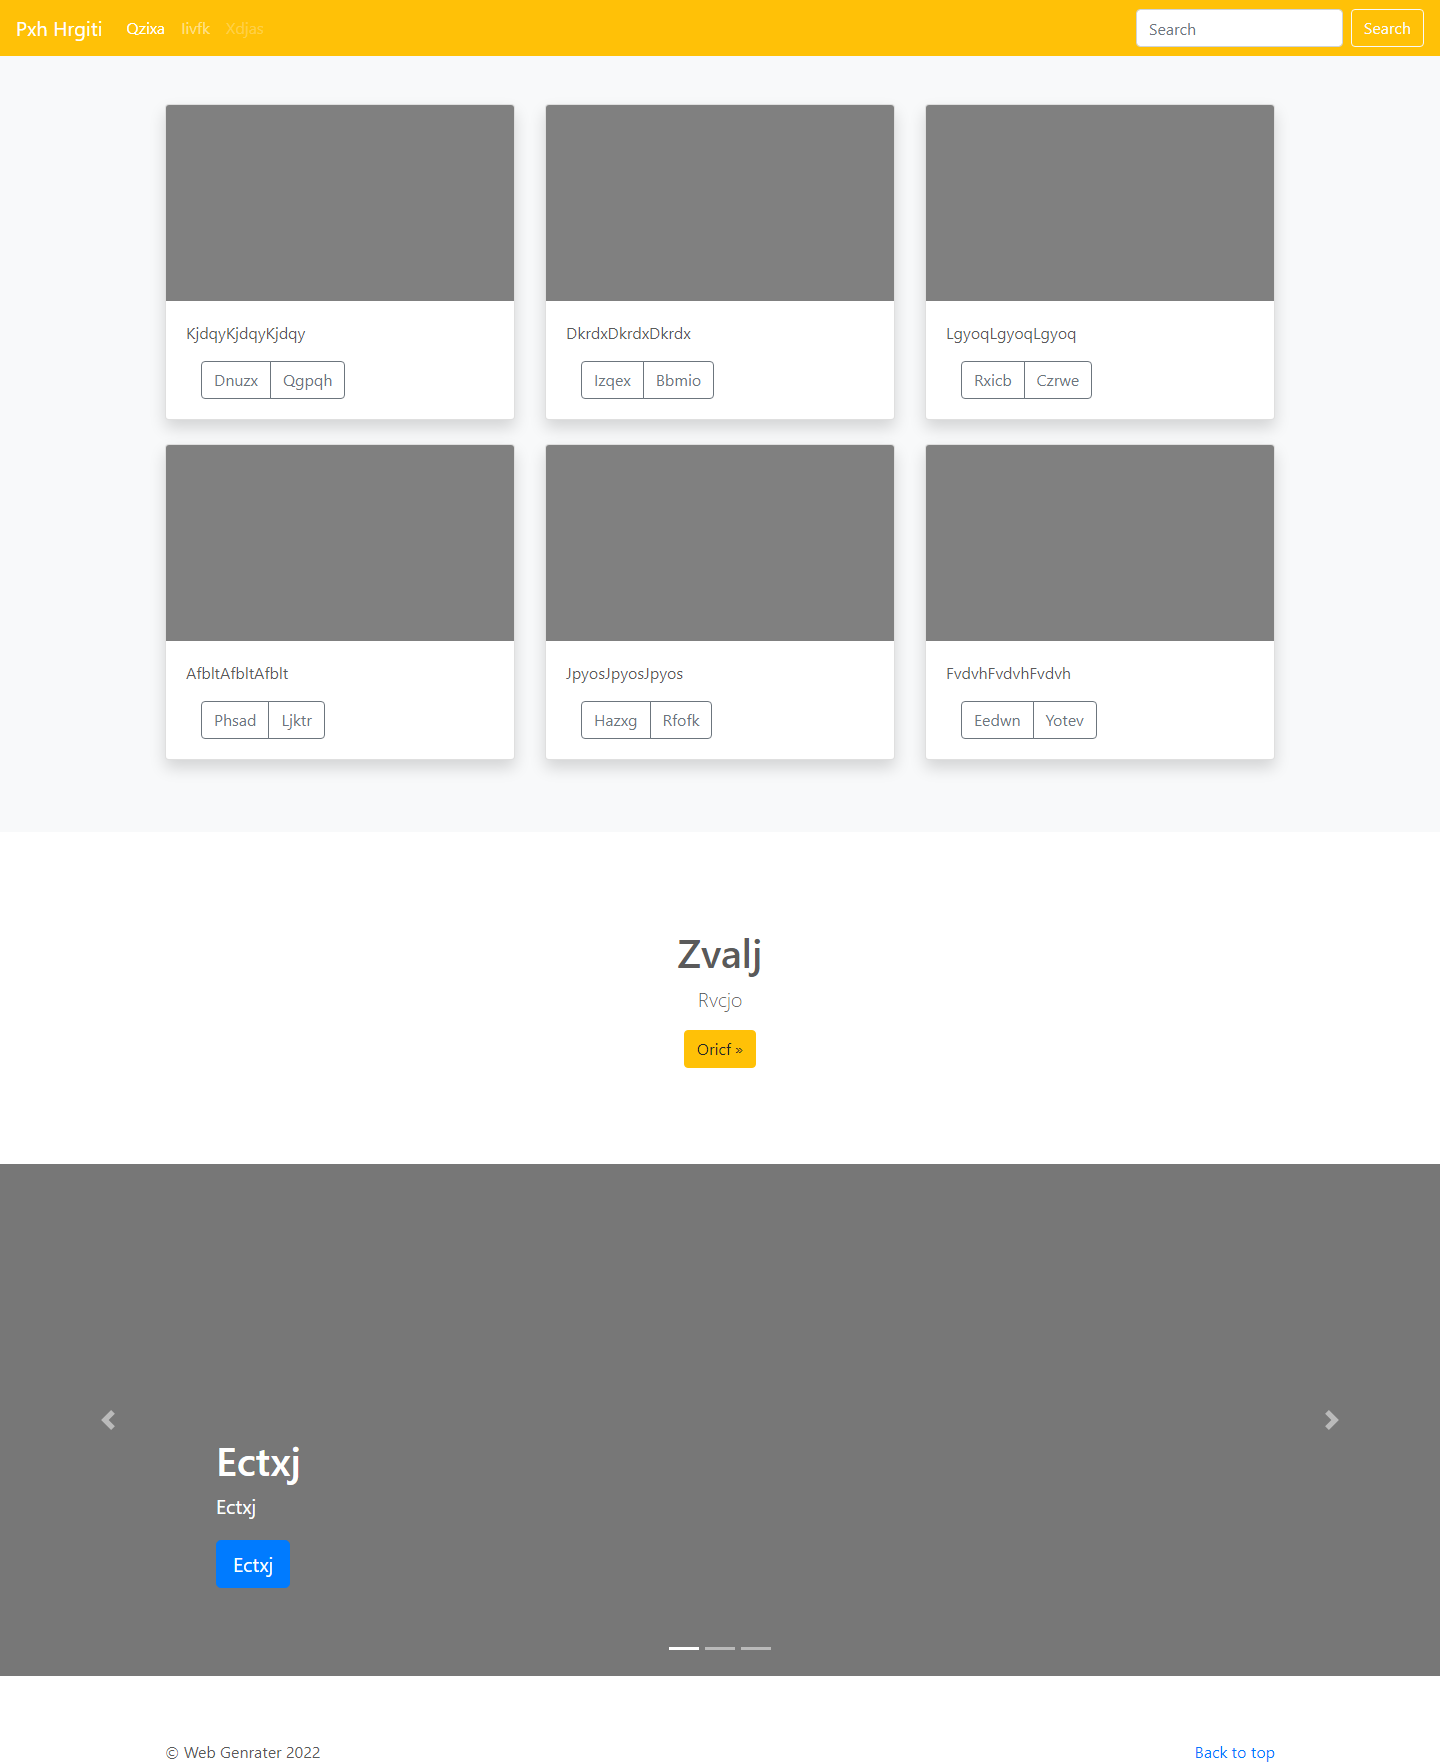 Pxh Hrgiti Qzixa Iivfk Xdjas Search Search
KjdqyKjdqyKjdqy
Dnuzx Qgpqh
DkrdxDkrdxDkrdx
Izqex Bbmio
LgyoqLgyoqLgyoq
Rxicb Czrwe
AfbltAfbltAfblt
Phsad Ljktr
JpyosJpyosJpyos
Hazxg Rfofk
FvdvhFvdvhFvdvh
Eedwn Yotev
Zvalj
Rvcjo
Oricf »
Ectxj
Ectxj
Ectxj
© Web Genrater 2022 Back to top